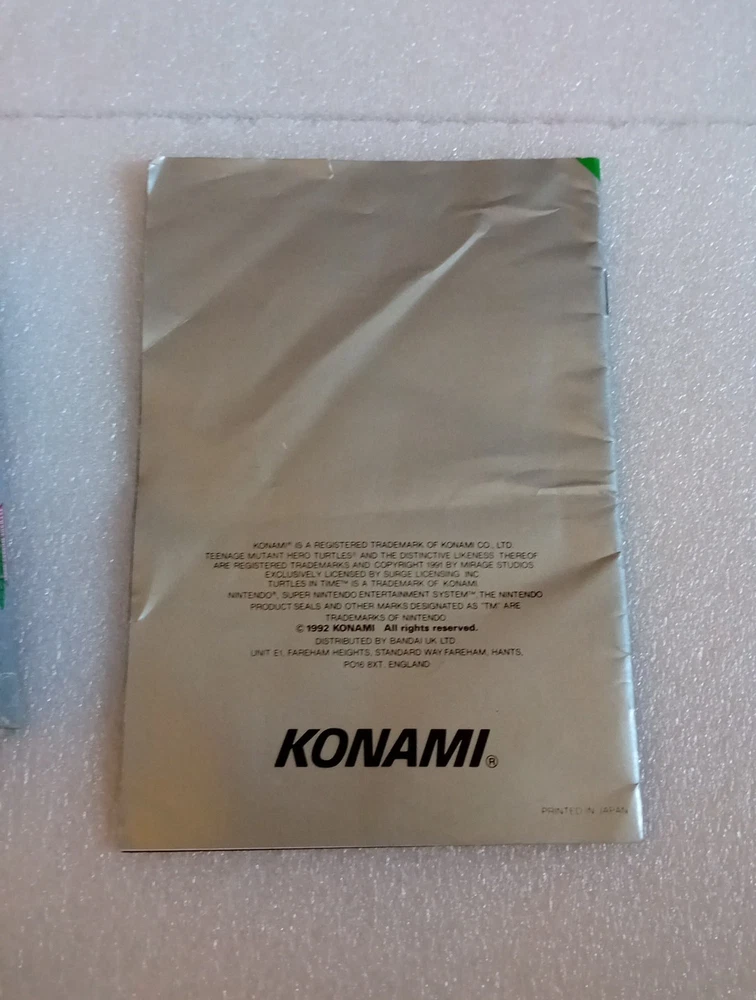 KONAMI® IS A REGISTERED TRADEMARK OF KONAMI CO., LTD.
TEENAGE MUTANT HERO TURTLES® AND THE DISTINCTIVE LIKENESS THEREOF
ARE REGISTERED TRADEMARKS AND COPYRIGHT 1991 BY MIRAGE STUDIOS
EXCLUSIVELY LICENSED BY SURGE LICENSING INC
TURTLES IN TIME™ IS A TRADEMARK OF KONAMI.
NINTENDO®, SUPER NINTENDO ENTERTAINMENT SYSTEM™, THE NINTENDO
PRODUCT SEALS AND OTHER MARKS DESIGNATED AS "TM" ARE
TRADEMARKS OF NINTENDO
© 1992 KONAMI All rights reserved.
DISTRIBUTED BY BANDAI UK LTD.
UNIT E1, FAREHAM HEIGHTS, STANDARD WAY FAREHAM, HANTS,
PO16 8XT. ENGLAND
KONAMI®
PRINTED IN JAPAN